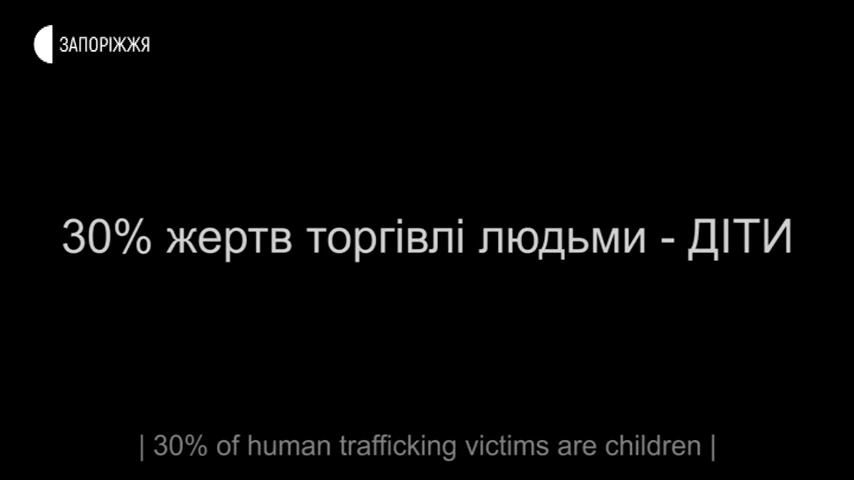 ЗАПОРІЖЖЯ
30% жертв торгівлі людьми - ДІТИ
| 30% of human trafficking victims are children |